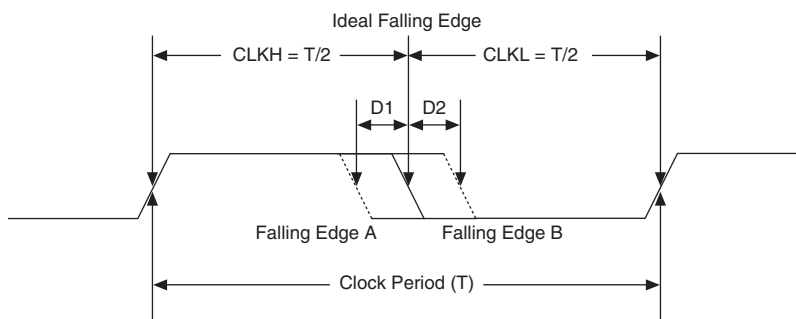 Ideal Falling Edge
CLKH = T/2
CLKL = T/2
D1
D2
Falling Edge A
Falling Edge B
Clock Period (T)